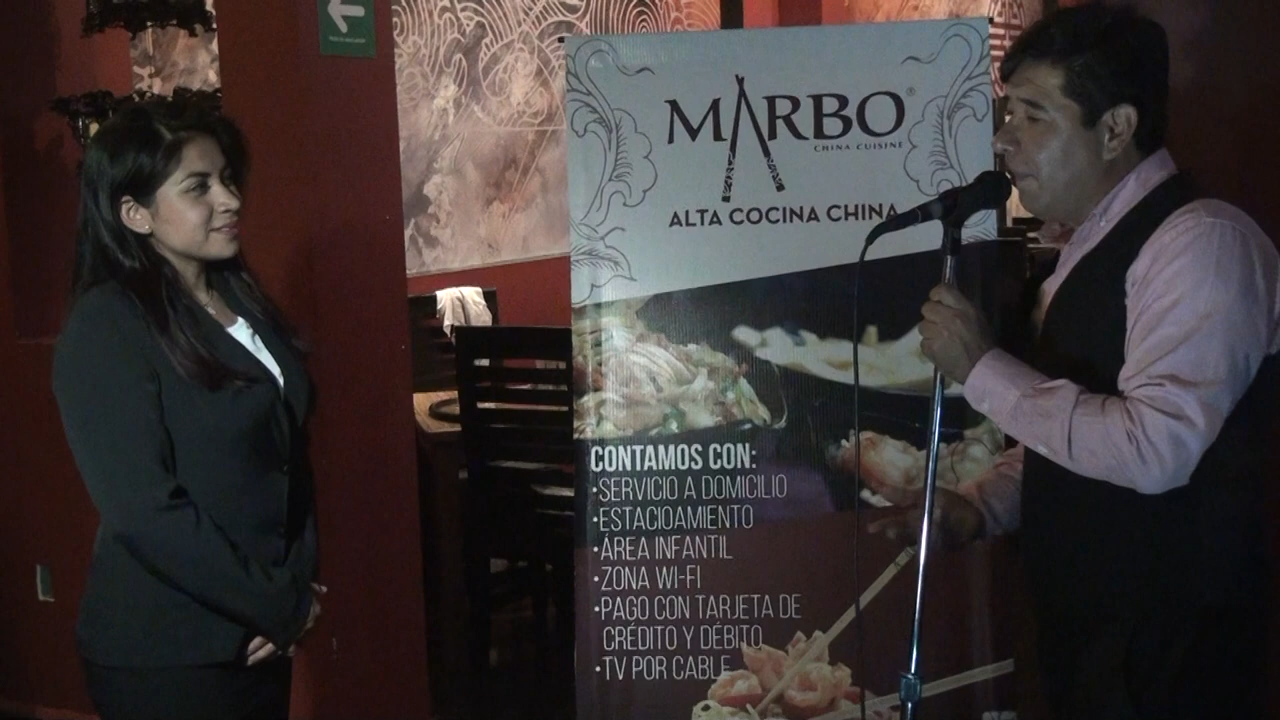 MARBO®
CHINA CUISINE
ALTA COCINA CHINA
CONTAMOS CON:
•SERVICIO A DOMICILIO
•ESTACIOAMIENTO
•ÁREA INFANTIL
•ZONA WI-FI
•PAGO CON TARJETA DE
CRÉDITO Y DÉBITO
•TV POR CABLE